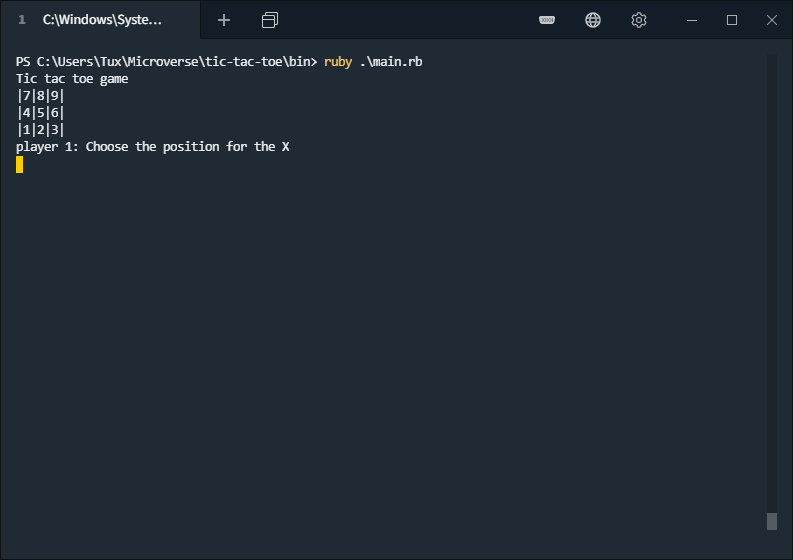 1 C:\Windows\Syste...
PS C:\Users\Tux\Microverse\tic-tac-toe\bin> ruby .\main.rb
Tic tac toe game
|7|8|9|
|4|5|6|
|1|2|3|
player 1: Choose the position for the X